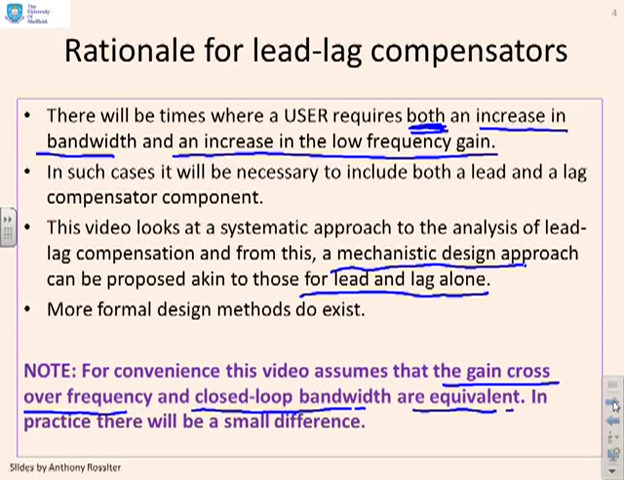 The
University
Of
Sheffield.
4
Rationale for lead-lag compensators
• There will be times where a USER requires both an increase in
bandwidth and an increase in the low frequency gain.
• In such cases it will be necessary to include both a lead and a lag
compensator component.
• This video looks at a systematic approach to the analysis of lead-
lag compensation and from this, a mechanistic design approach
can be proposed akin to those for lead and lag alone.
• More formal design methods do exist.
NOTE: For convenience this video assumes that the gain cross
over frequency and closed-loop bandwidth are equivalent. In
practice there will be a small difference.
Slides by Anthony Rossiter